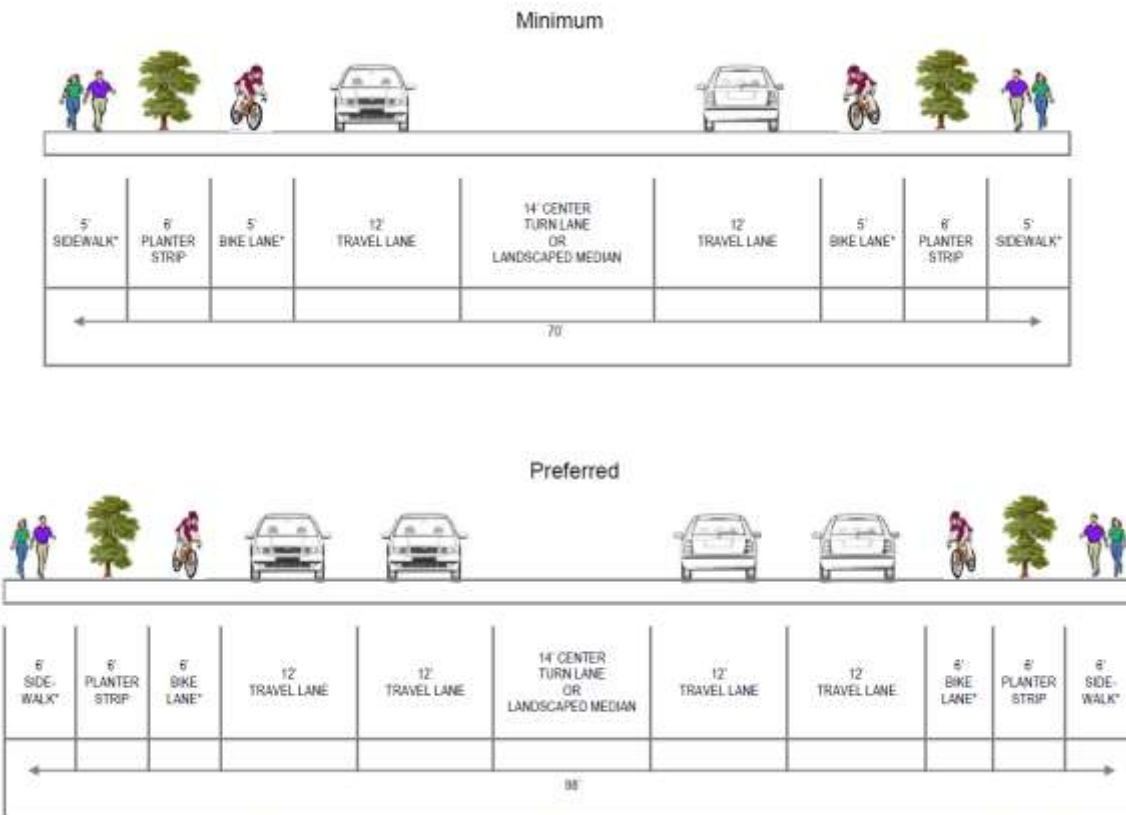 Minimum
5'
SIDEWALK*
6'
PLANTER
STRIP
5'
BIKE LANE*
12'
TRAVEL LANE
14' CENTER
TURN LANE
OR
LANDSCAPED MEDIAN
12'
TRAVEL LANE
5'
BIKE LANE*
6'
PLANTER
STRIP
5'
SIDEWALK*
70'
Preferred
6'
SIDE-
WALK*
6'
PLANTER
STRIP
6'
BIKE
LANE*
12'
TRAVEL LANE
12'
TRAVEL LANE
14' CENTER
TURN LANE
OR
LANDSCAPED MEDIAN
12'
TRAVEL LANE
12'
TRAVEL LANE
6'
BIKE
LANE*
6'
PLANTER
STRIP
6'
SIDE-
WALK*
98'